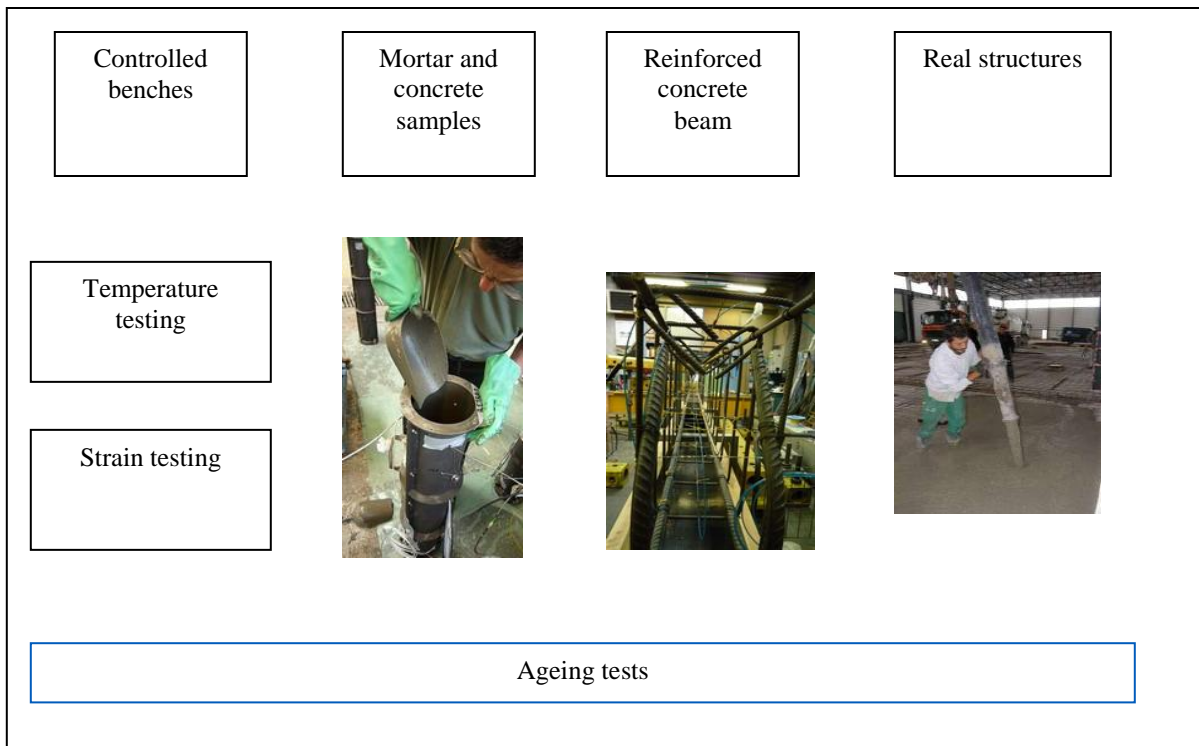 Controlled
benches
Mortar and
concrete
samples
Reinforced
concrete
beam
Real structures
Temperature
testing
Strain testing
Ageing tests